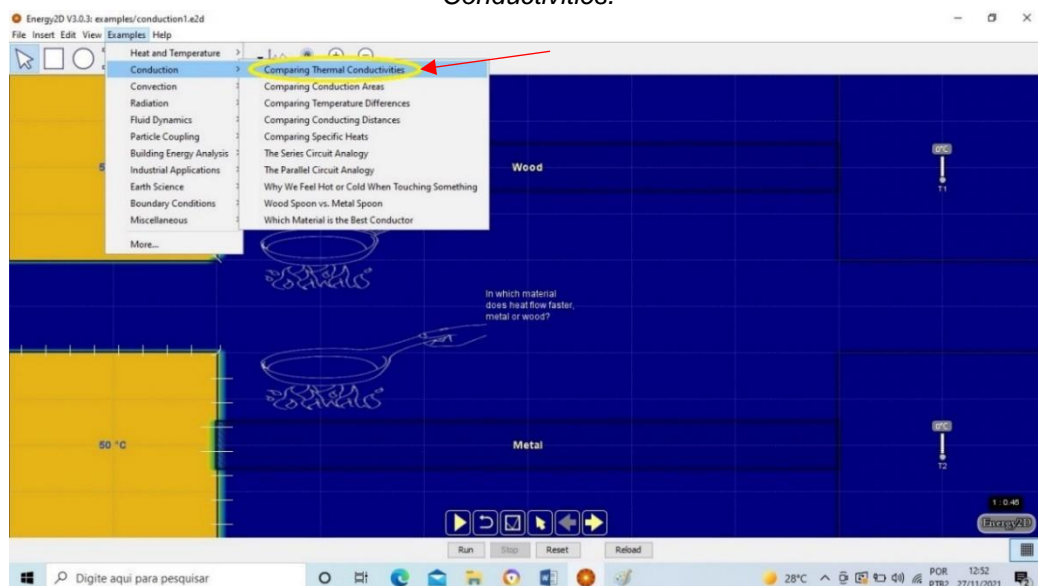 Conductivities.
Energy2D V3.0.3: examples/conduction1.e2d
File Insert Edit View Examples Help
Heat and Temperature
Conduction
Convection
Radiation
Fluid Dynamics
Particle Coupling
Building Energy Analysis
Industrial Applications
Earth Science
Boundary Conditions
Miscellaneous
More...
Comparing Thermal Conductivities
Comparing Conduction Areas
Comparing Temperature Differences
Comparing Conducting Distances
Comparing Specific Heats
The Series Circuit Analogy
The Parallel Circuit Analogy
Why We Feel Hot or Cold When Touching Something
Wood Spoon vs. Metal Spoon
Which Material is the Best Conductor
5
Wood
0°C
T1
In which material
does heat flow faster,
metal or wood?
50 °C
Metal
0°C
T2
1 : 0:46
Energy2D
Run Stop Reset Reload
Digite aqui para pesquisar
28°C
POR
PTB2
12:52
27/11/2021
2